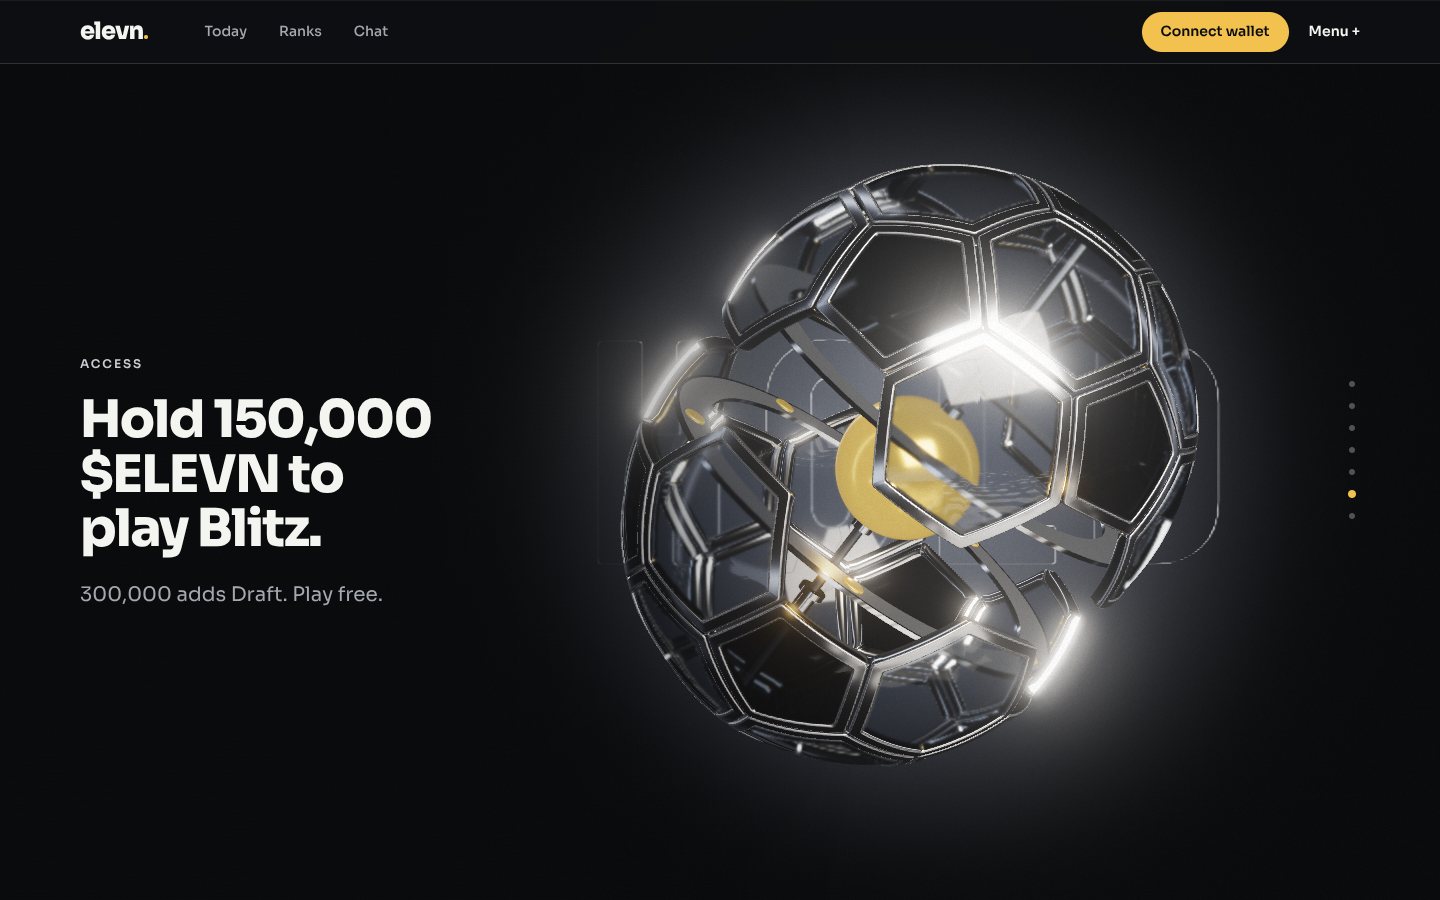 elevn.
Today
Ranks
Chat
Connect wallet
Menu +
ACCESS
Hold 150,000
$ELEVN to
play Blitz.
300,000 adds Draft. Play free.